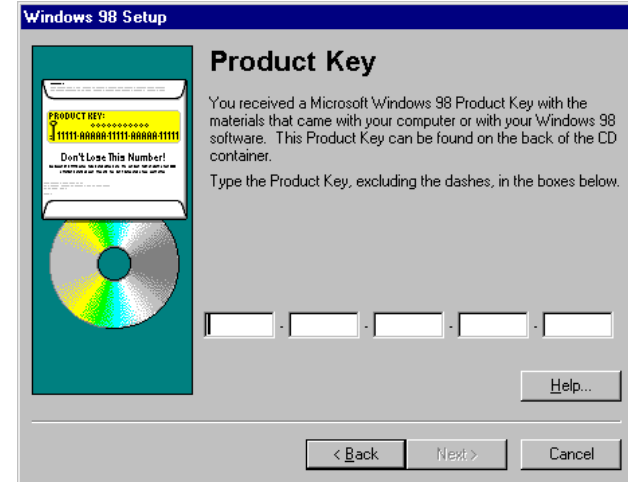 Windows 98 Setup
PRODUCT KEY:
11111-AAAAA-11111-AAAAA-11111
Don't Lose This Number!
Product Key
You received a Microsoft Windows 98 Product Key with the
materials that came with your computer or with your Windows 98
software. This Product Key can be found on the back of the CD
container.
Type the Product Key, excluding the dashes, in the boxes below.
- - - -
Help...
< Back
Next >
Cancel